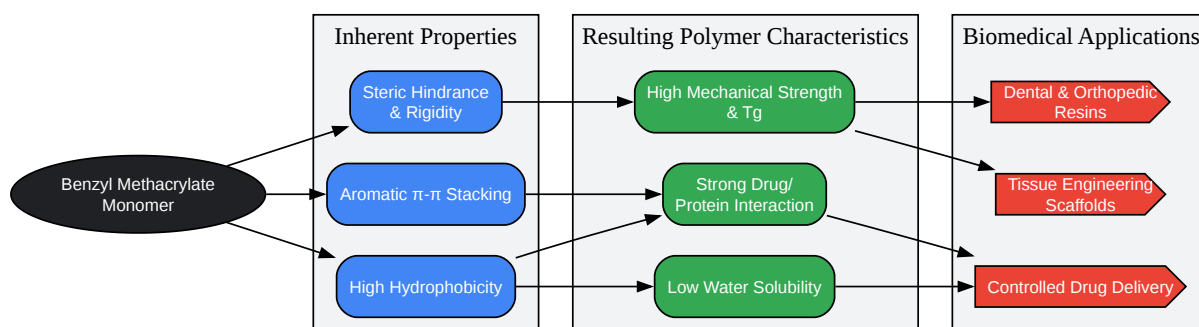 Inherent Properties
Resulting Polymer Characteristics
Biomedical Applications
Steric Hindrance
& Rigidity
High Mechanical Strength
& Tg
Dental & Orthopedic
Resins
Benzyl Methacrylate
Monomer
Aromatic π-π Stacking
Strong Drug/
Protein Interaction
Tissue Engineering
Scaffolds
High Hydrophobicity
Low Water Solubility
Controlled Drug Delivery